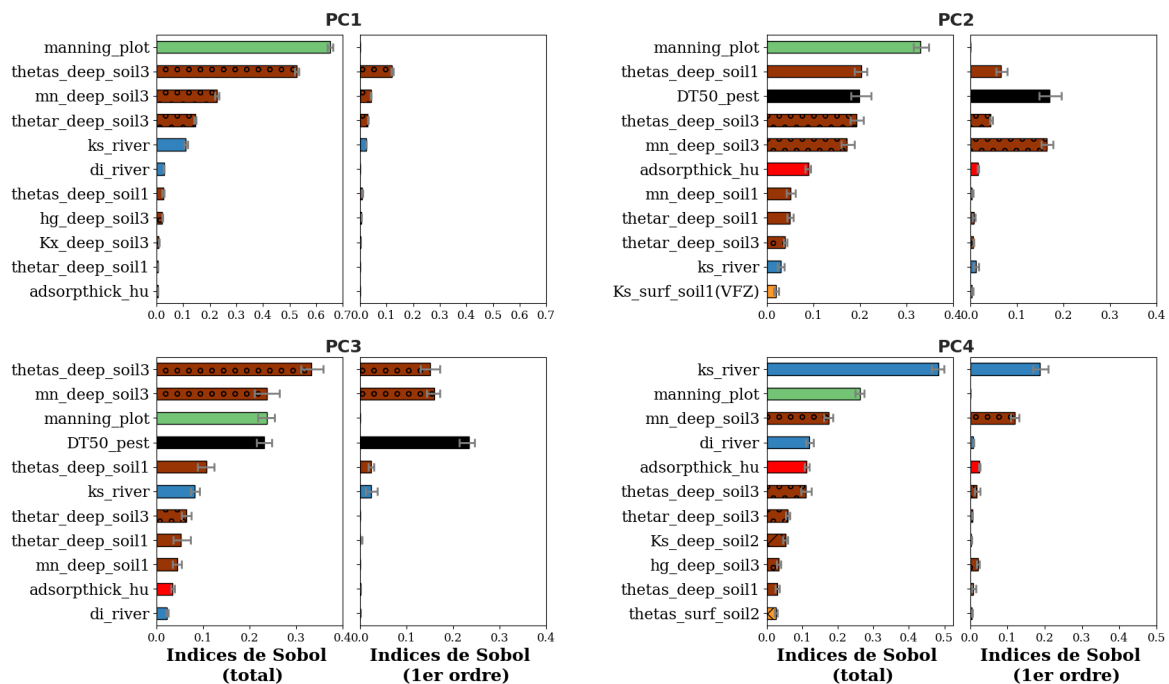 PC1
manning_plot
thetas_deep_soil3
mn_deep_soil3
thetar_deep_soil3
ks_river
di_river
thetas_deep_soil1
hg_deep_soil3
Kx_deep_soil3
thetar_deep_soil1
adsorpthick_hu
0.0 0.1 0.2 0.3 0.4 0.5 0.6 0.7
0.0 0.1 0.2 0.3 0.4 0.5 0.6 0.7
PC2
manning_plot
thetas_deep_soil1
DT50_pest
thetas_deep_soil3
mn_deep_soil3
adsorpthick_hu
mn_deep_soil1
thetar_deep_soil1
thetar_deep_soil3
ks_river
Ks_surf_soil1(VFZ)
0.0 0.1 0.2 0.3 0.4
0.0 0.1 0.2 0.3 0.4
PC3
thetas_deep_soil3
mn_deep_soil3
manning_plot
DT50_pest
thetas_deep_soil1
ks_river
thetar_deep_soil3
thetar_deep_soil1
mn_deep_soil1
adsorpthick_hu
di_river
0.0 0.1 0.2 0.3 0.4
0.0 0.1 0.2 0.3 0.4
Indices de Sobol
(total)
Indices de Sobol
(1er ordre)
PC4
ks_river
manning_plot
mn_deep_soil3
di_river
adsorpthick_hu
thetas_deep_soil3
thetar_deep_soil3
Ks_deep_soil2
hg_deep_soil3
thetas_deep_soil1
thetas_surf_soil2
0.0 0.1 0.2 0.3 0.4 0.5
0.0 0.1 0.2 0.3 0.4 0.5
Indices de Sobol
(total)
Indices de Sobol
(1er ordre)